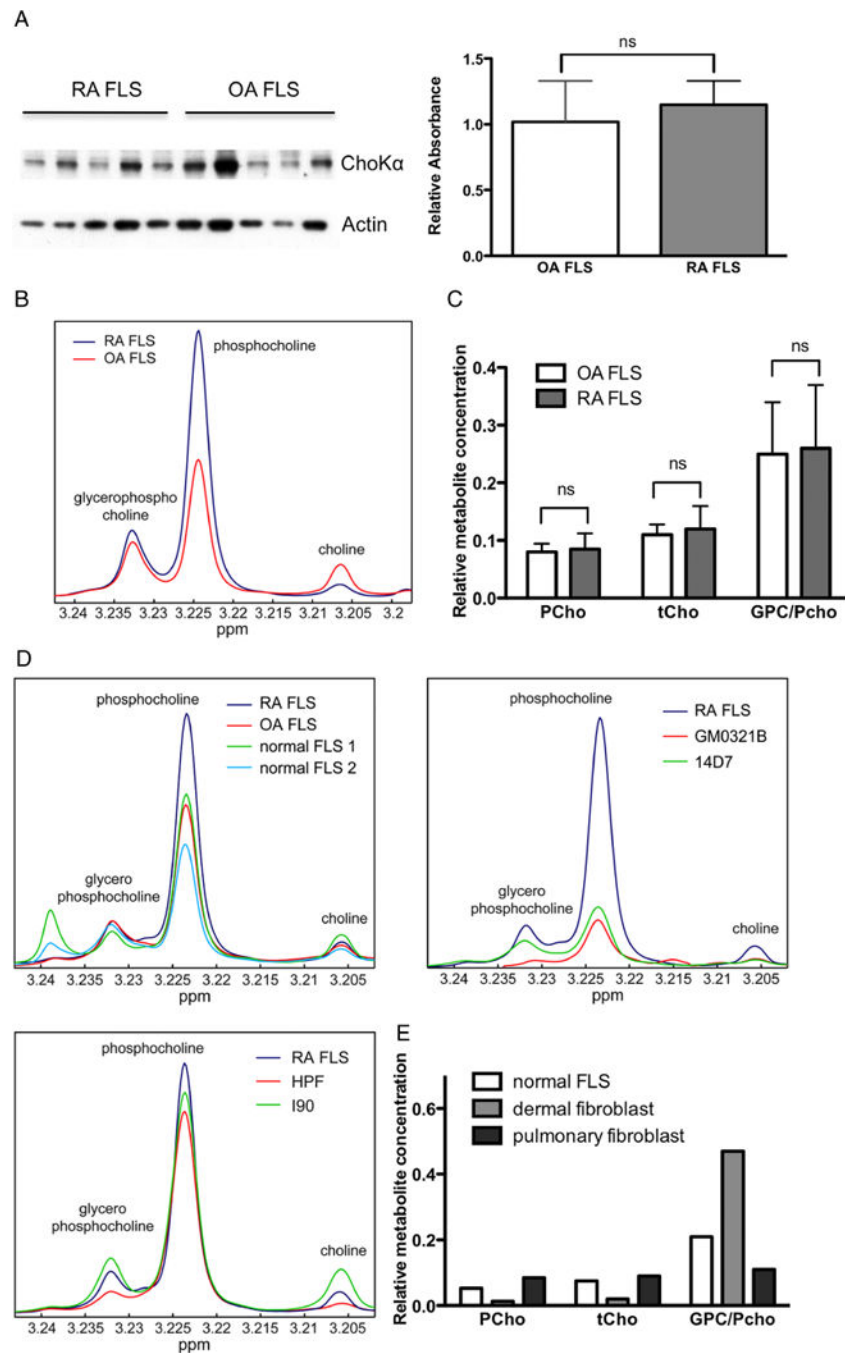 A
RA FLS
OA FLS
ChoKα
Actin
ns
Relative Absorbance
1.5
1.0
0.5
0.0
OA FLS
RA FLS
B
RA FLS
OA FLS
phosphocholine
glycerophospho
choline
choline
3.24 3.235 3.23 3.225 3.22 3.215 3.21 3.205 3.2
ppm
C
Relative metabolite concentration
0.4
0.3
0.2
0.1
0.0
OA FLS
RA FLS
ns
ns
ns
PCho
tCho
GPC/Pcho
D
phosphocholine
RA FLS
OA FLS
normal FLS 1
normal FLS 2
glycero
phosphocholine
choline
3.24 3.235 3.23 3.225 3.22 3.215 3.21 3.205
ppm
phosphocholine
RA FLS
GM0321B
14D7
glycero
phosphocholine
choline
3.24 3.235 3.23 3.225 3.22 3.215 3.21 3.205
ppm
phosphocholine
RA FLS
HPF
I90
glycero
phosphocholine
choline
3.24 3.235 3.23 3.225 3.22 3.215 3.21 3.205
ppm
E
Relative metabolite concentration
0.6
0.4
0.2
0.0
normal FLS
dermal fibroblast
pulmonary fibroblast
PCho
tCho
GPC/Pcho